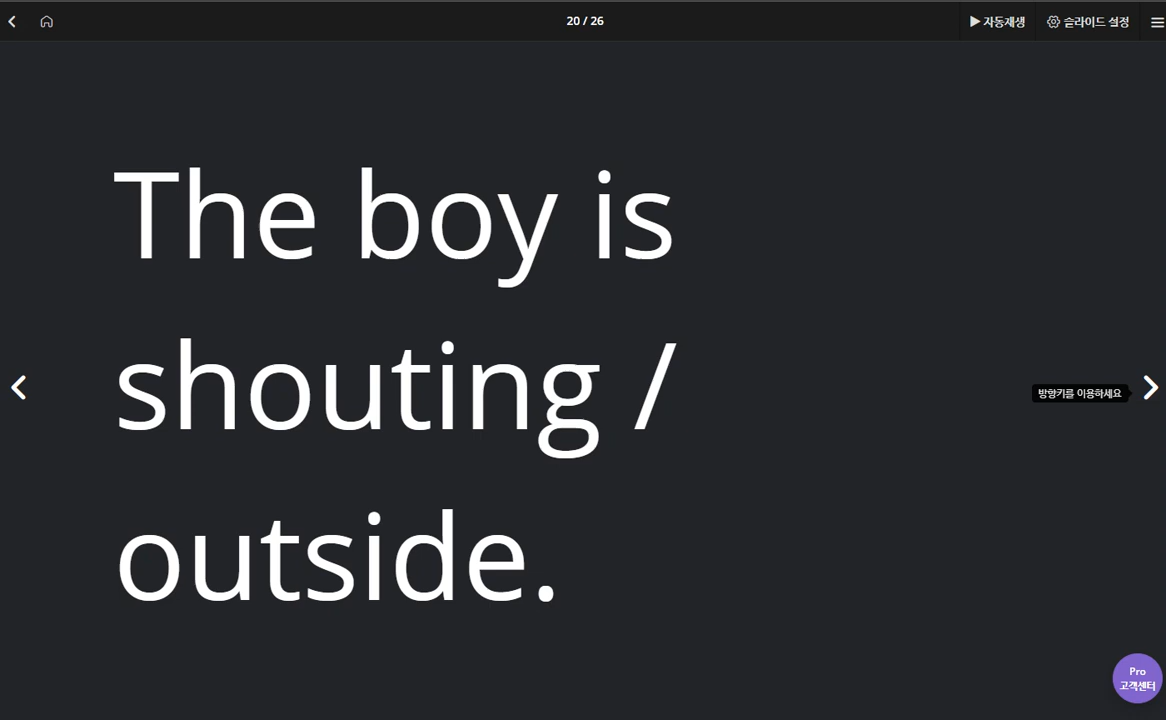 20 / 26
▶ 자동재생
슬라이드 설정
The boy is
shouting /
outside.
방향키를 이용하세요
Pro
고객센터